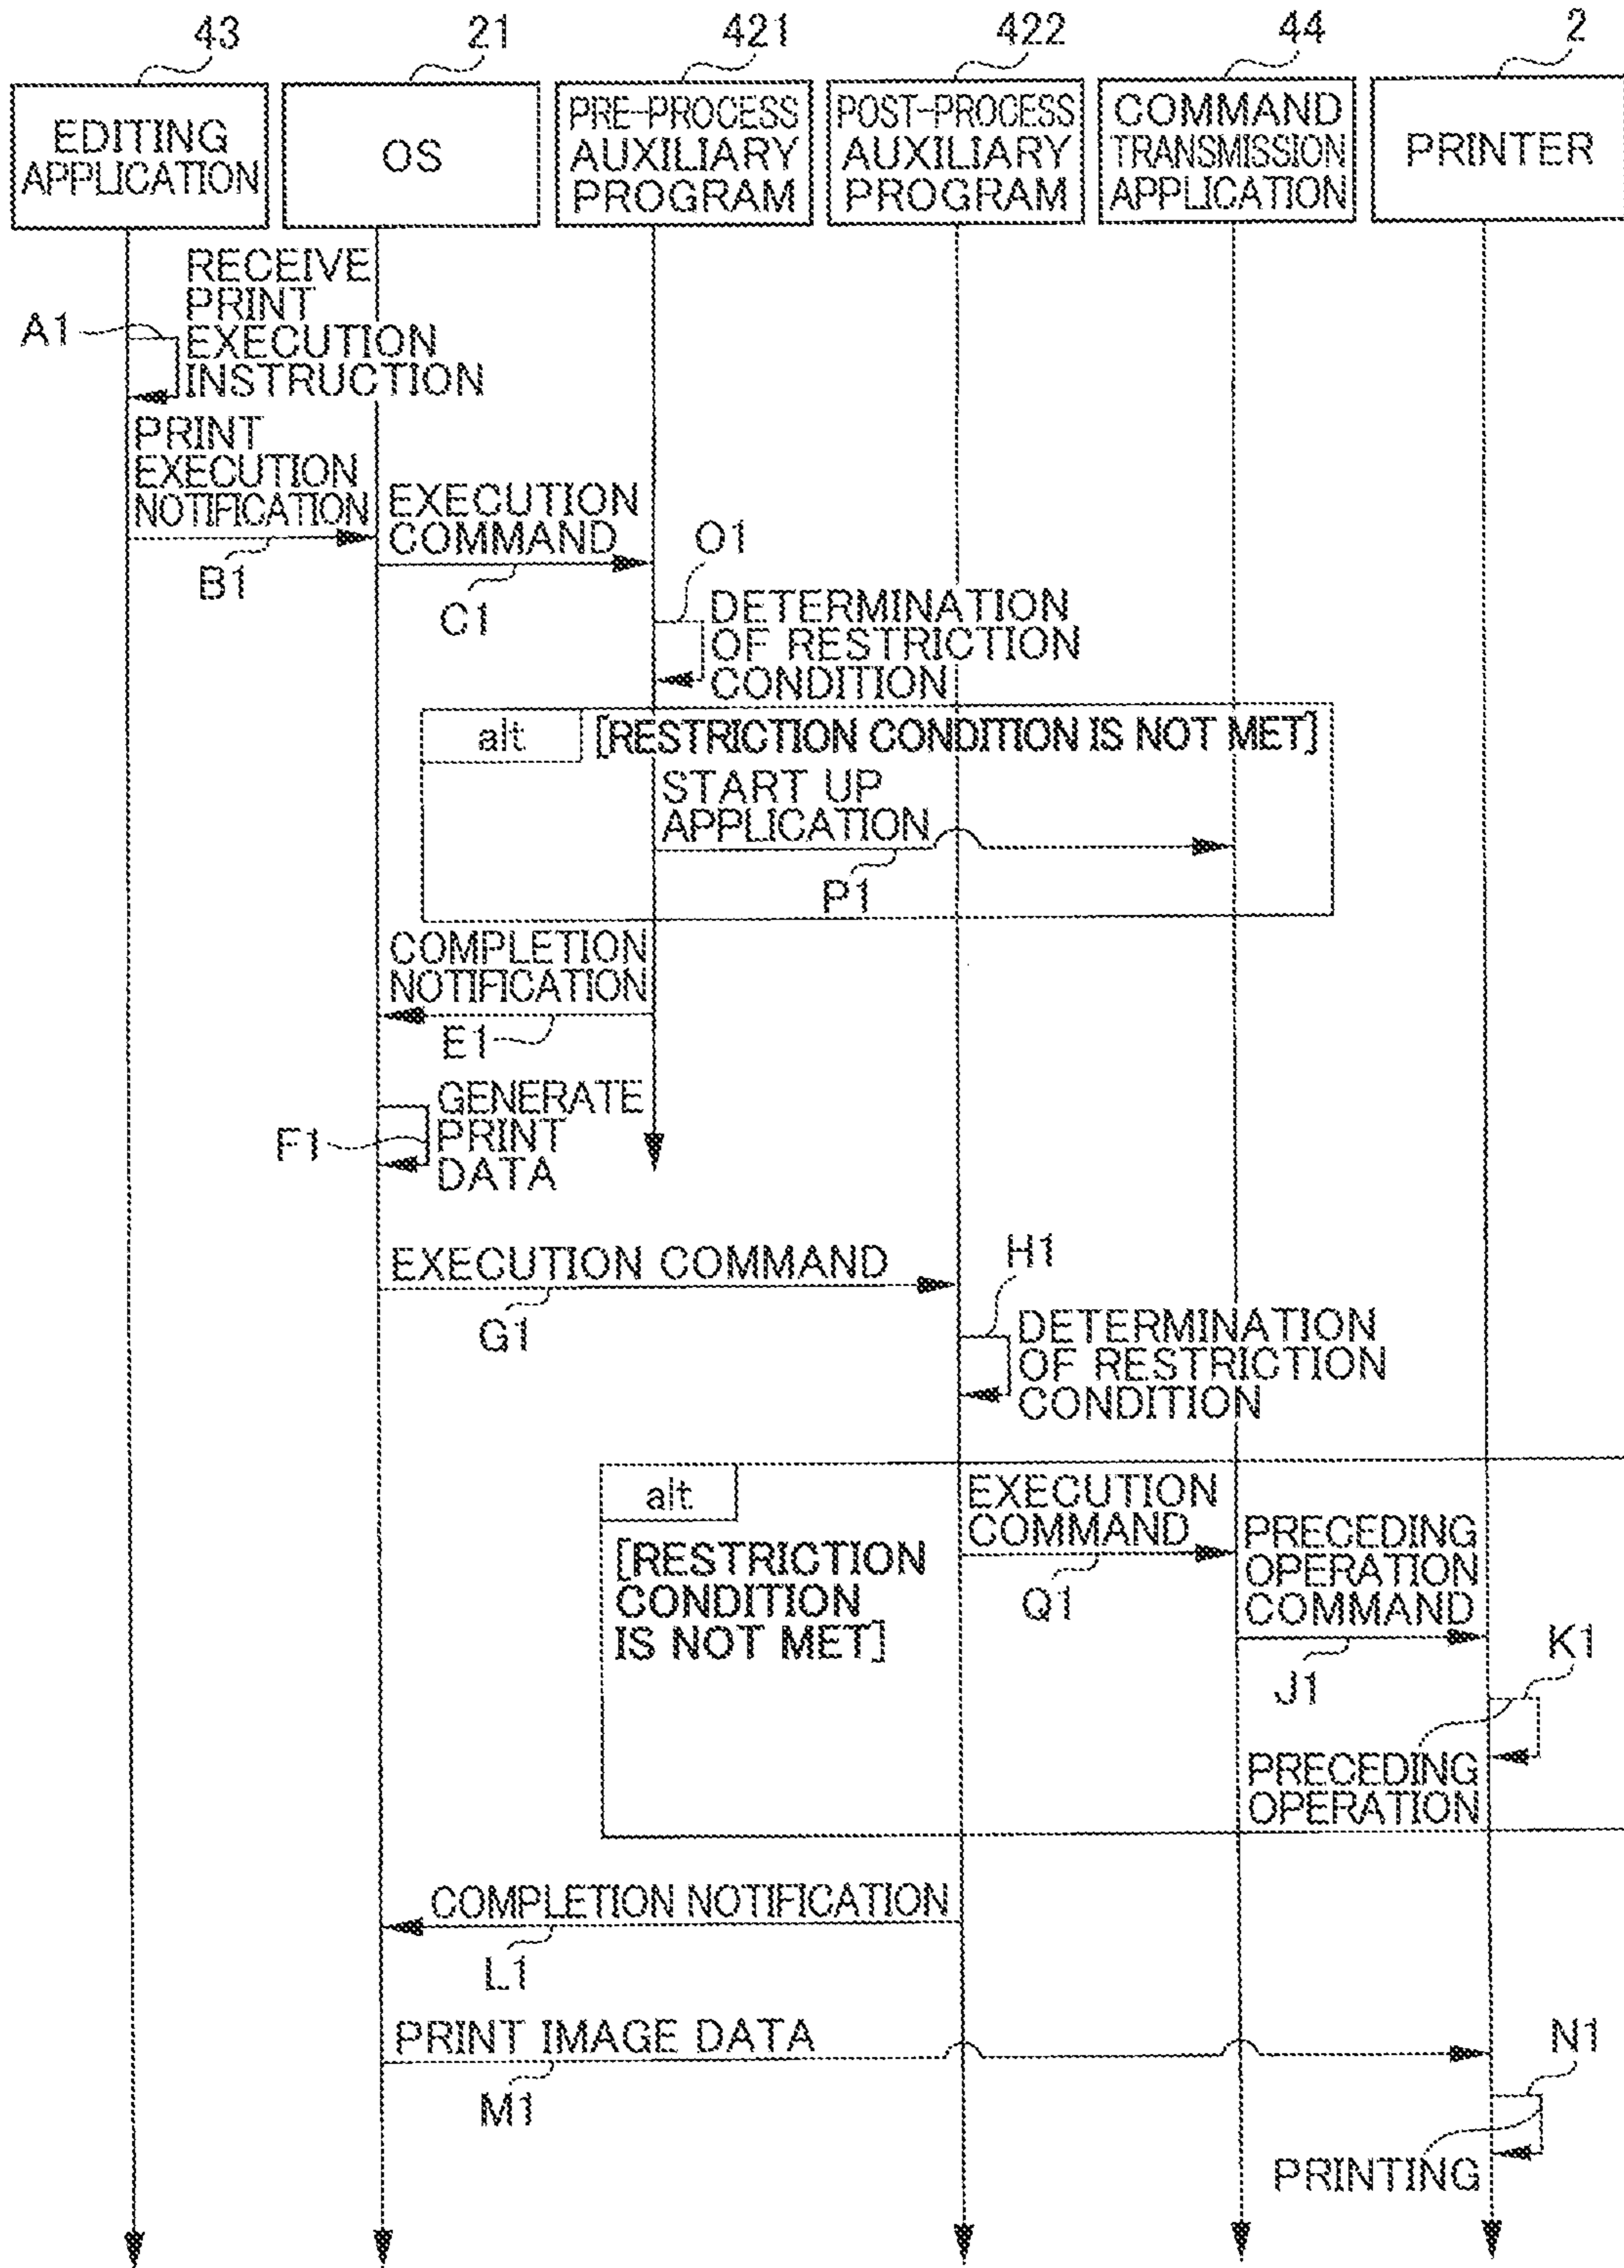 43
21
421
422
44
2
EDITING
APPLICATION
OS
PRE-PROCESS
AUXILIARY
PROGRAM
POST-PROCESS
AUXILIARY
PROGRAM
COMMAND
TRANSMISSION
APPLICATION
PRINTER
A1
RECEIVE
PRINT
EXECUTION
INSTRUCTION
PRINT
EXECUTION
NOTIFICATION
B1
EXECUTION
COMMAND
C1
O1
DETERMINATION
OF RESTRICTION
CONDITION
alt
[RESTRICTION CONDITION IS NOT MET]
START UP
APPLICATION
P1
COMPLETION
NOTIFICATION
E1
F1
GENERATE
PRINT
DATA
EXECUTION COMMAND
G1
H1
DETERMINATION
OF RESTRICTION
CONDITION
alt
[RESTRICTION
CONDITION
IS NOT MET]
EXECUTION
COMMAND
Q1
PRECEDING
OPERATION
COMMAND
J1
K1
PRECEDING
OPERATION
COMPLETION NOTIFICATION
L1
PRINT IMAGE DATA
M1
N1
PRINTING